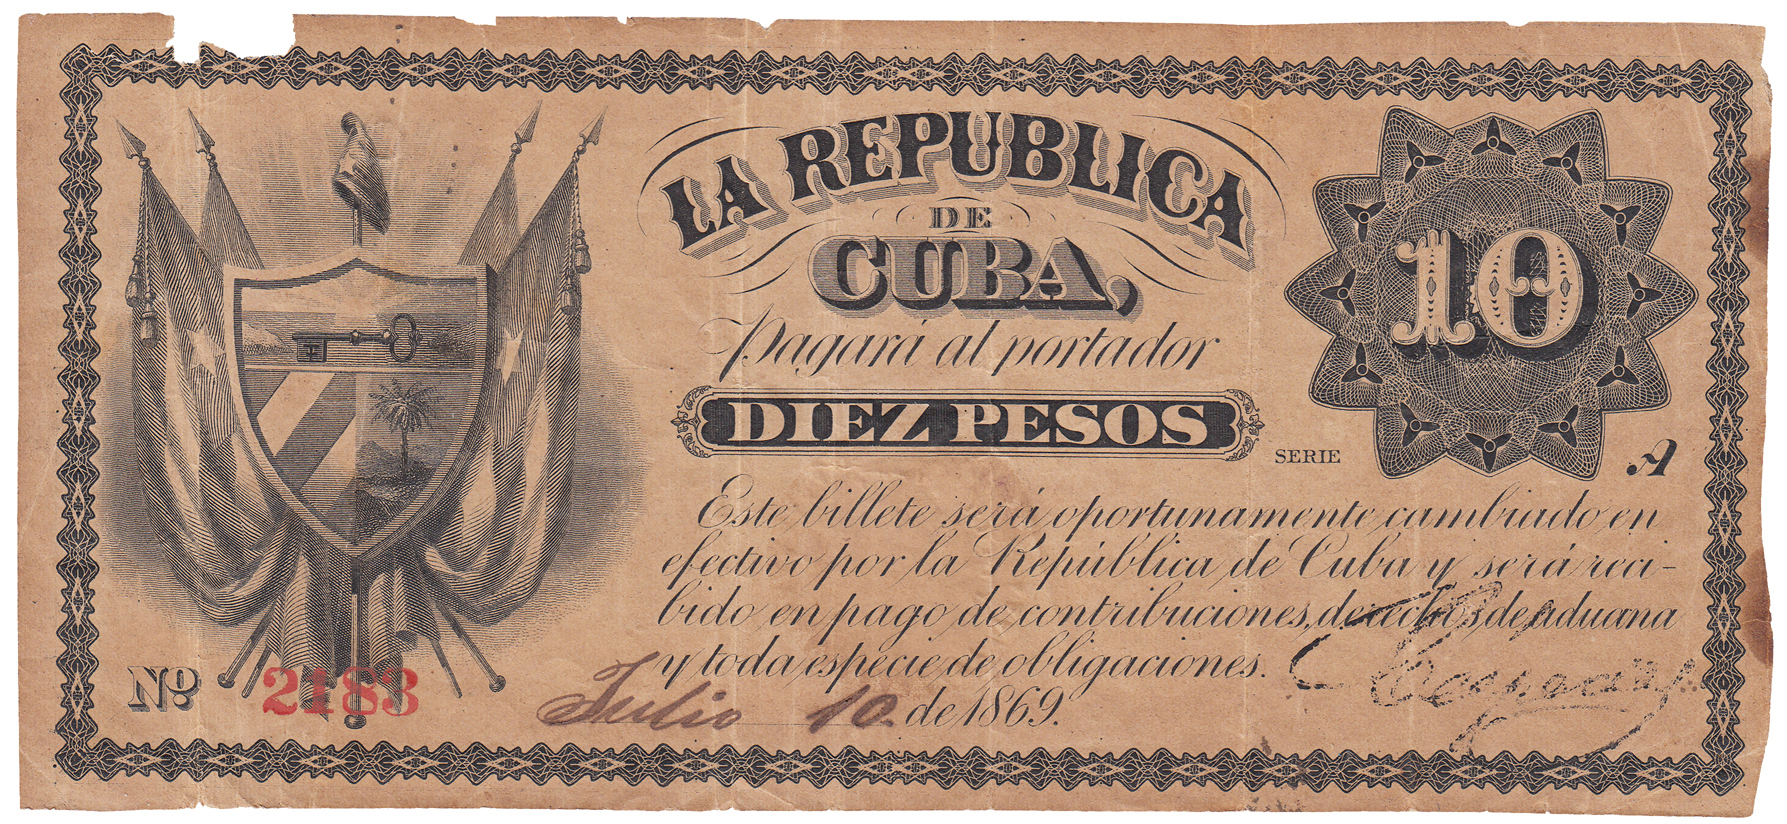 LA REPUBLICA
DE
CUBA,
10
Pagará al portador
DIEZ PESOS
SERIE A
Este billete será oportunamente cambiado en
efectivo por la República de Cuba y será reci-
bido en pago de contribuciones, derechos de aduana
y toda especie de obligaciones.
Nº 2183
Julio 10 de 1869.